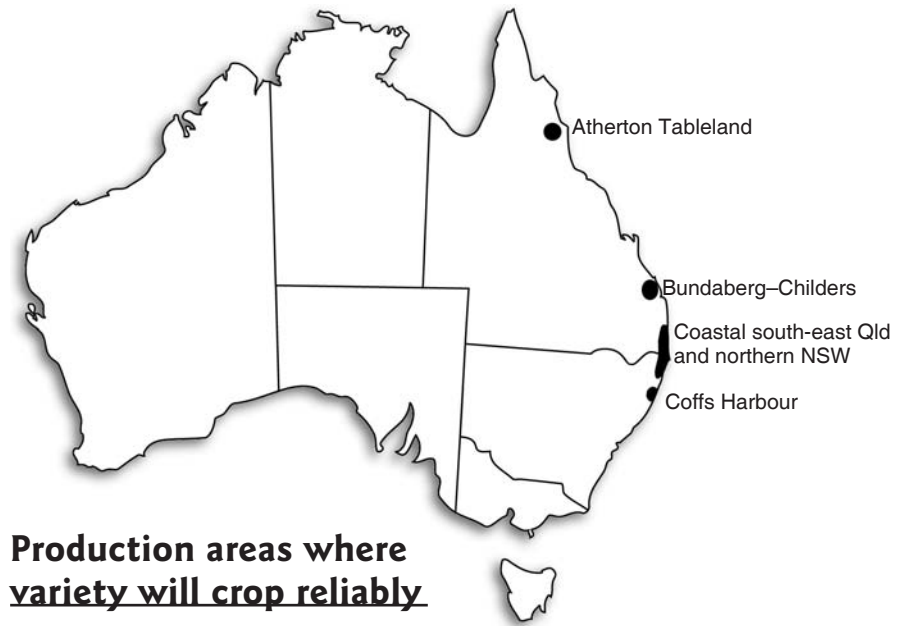 Atherton Tableland
Bundaberg–Childers
Coastal south-east Qld
and northern NSW
Coffs Harbour
Production areas where
variety will crop reliably